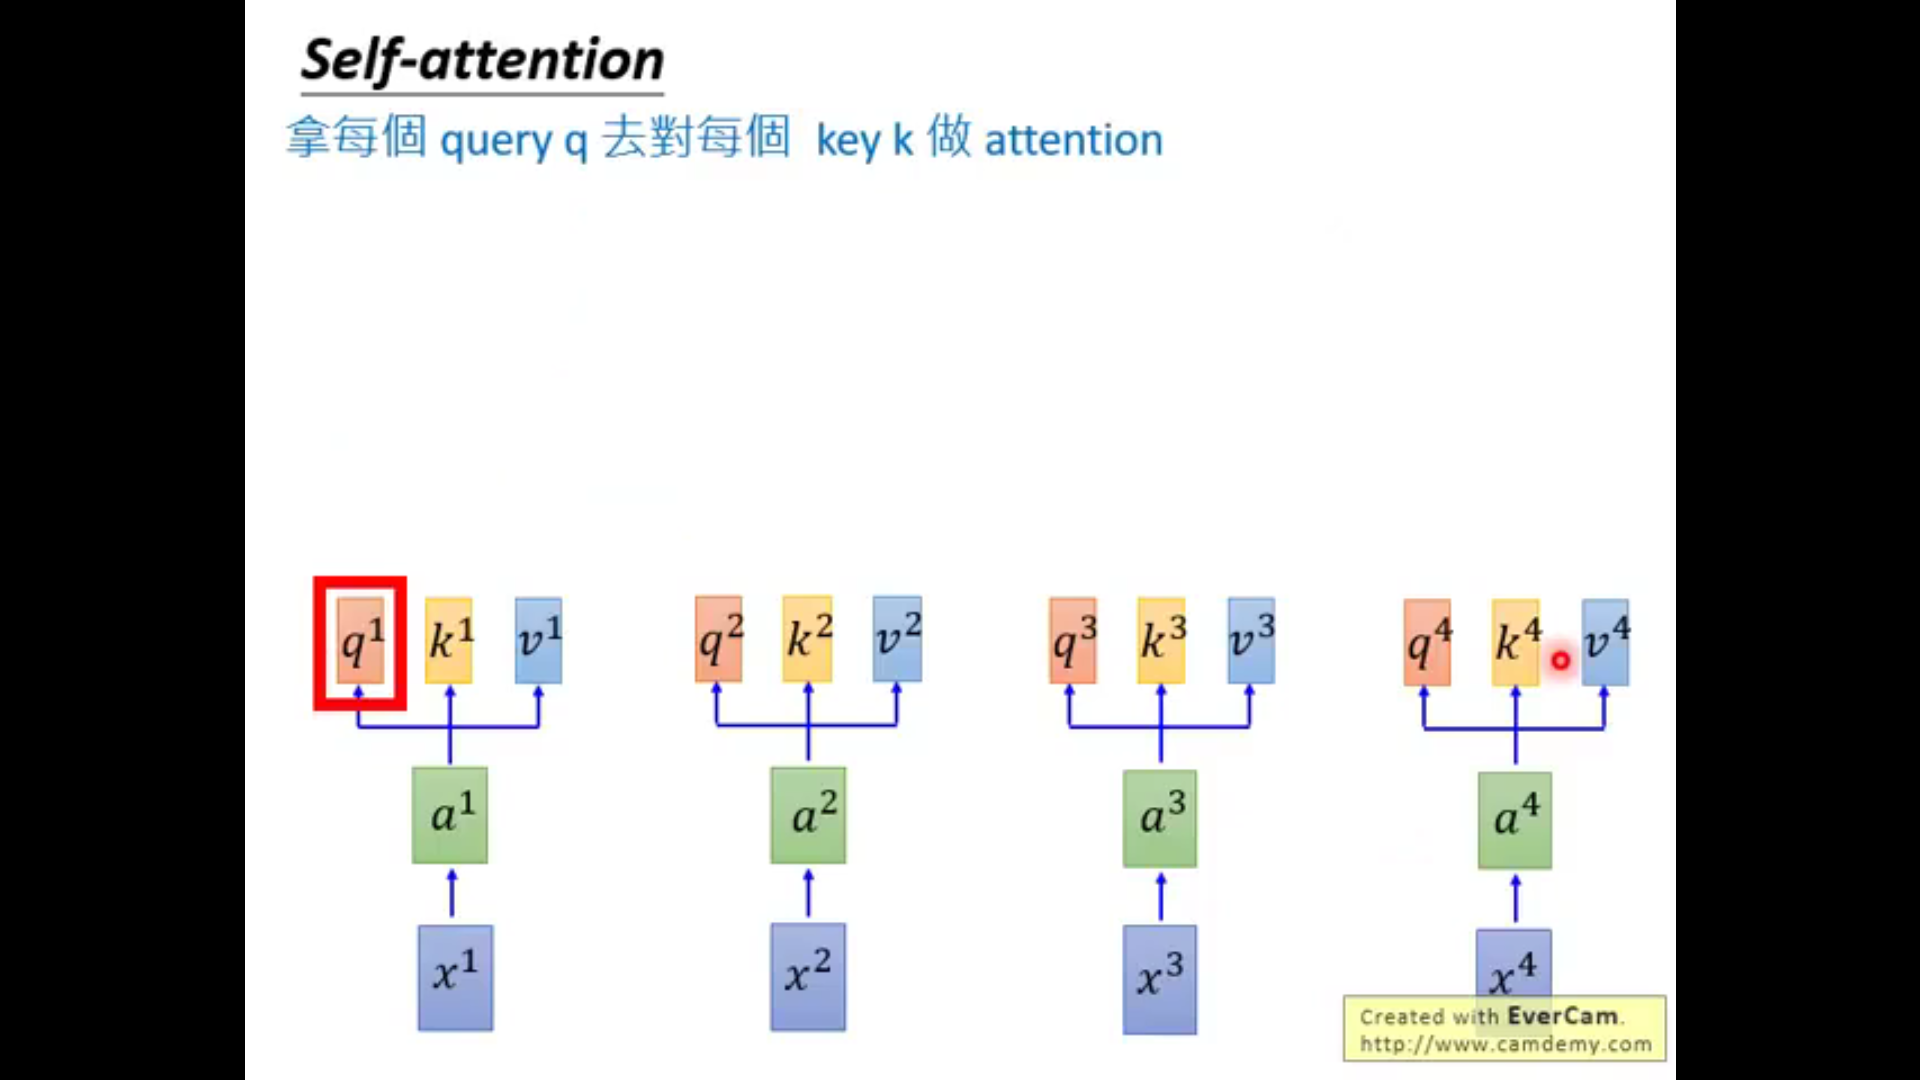 Self-attention
拿每個 query q 去對每個 key k 做 attention
q¹ k¹ v¹ q² k² v² q³ k³ v³ q⁴ k⁴ v⁴
a¹ a² a³ a⁴
x¹ x² x³ x⁴
Created with EverCam.
http://www.camdemy.com